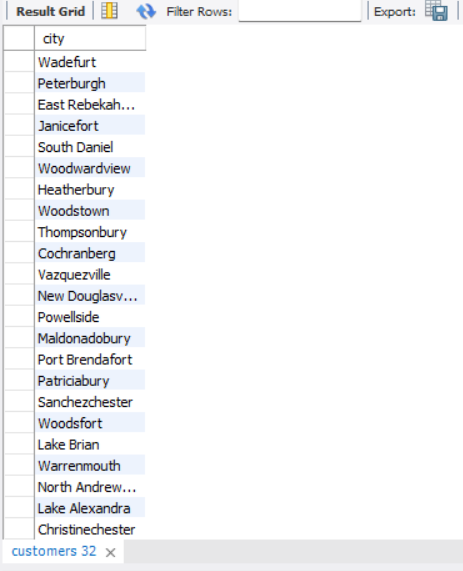 Result Grid Filter Rows: Export:
city
Wadefurt
Peterburgh
East Rebekah...
Janicefort
South Daniel
Woodwardview
Heatherbury
Woodstown
Thompsonbury
Cochranberg
Vazquezville
New Douglasv...
Powellside
Maldonadobury
Port Brendafort
Patriciabury
Sanchezchester
Woodsfort
Lake Brian
Warrenmouth
North Andrew...
Lake Alexandra
Christinechester
customers 32